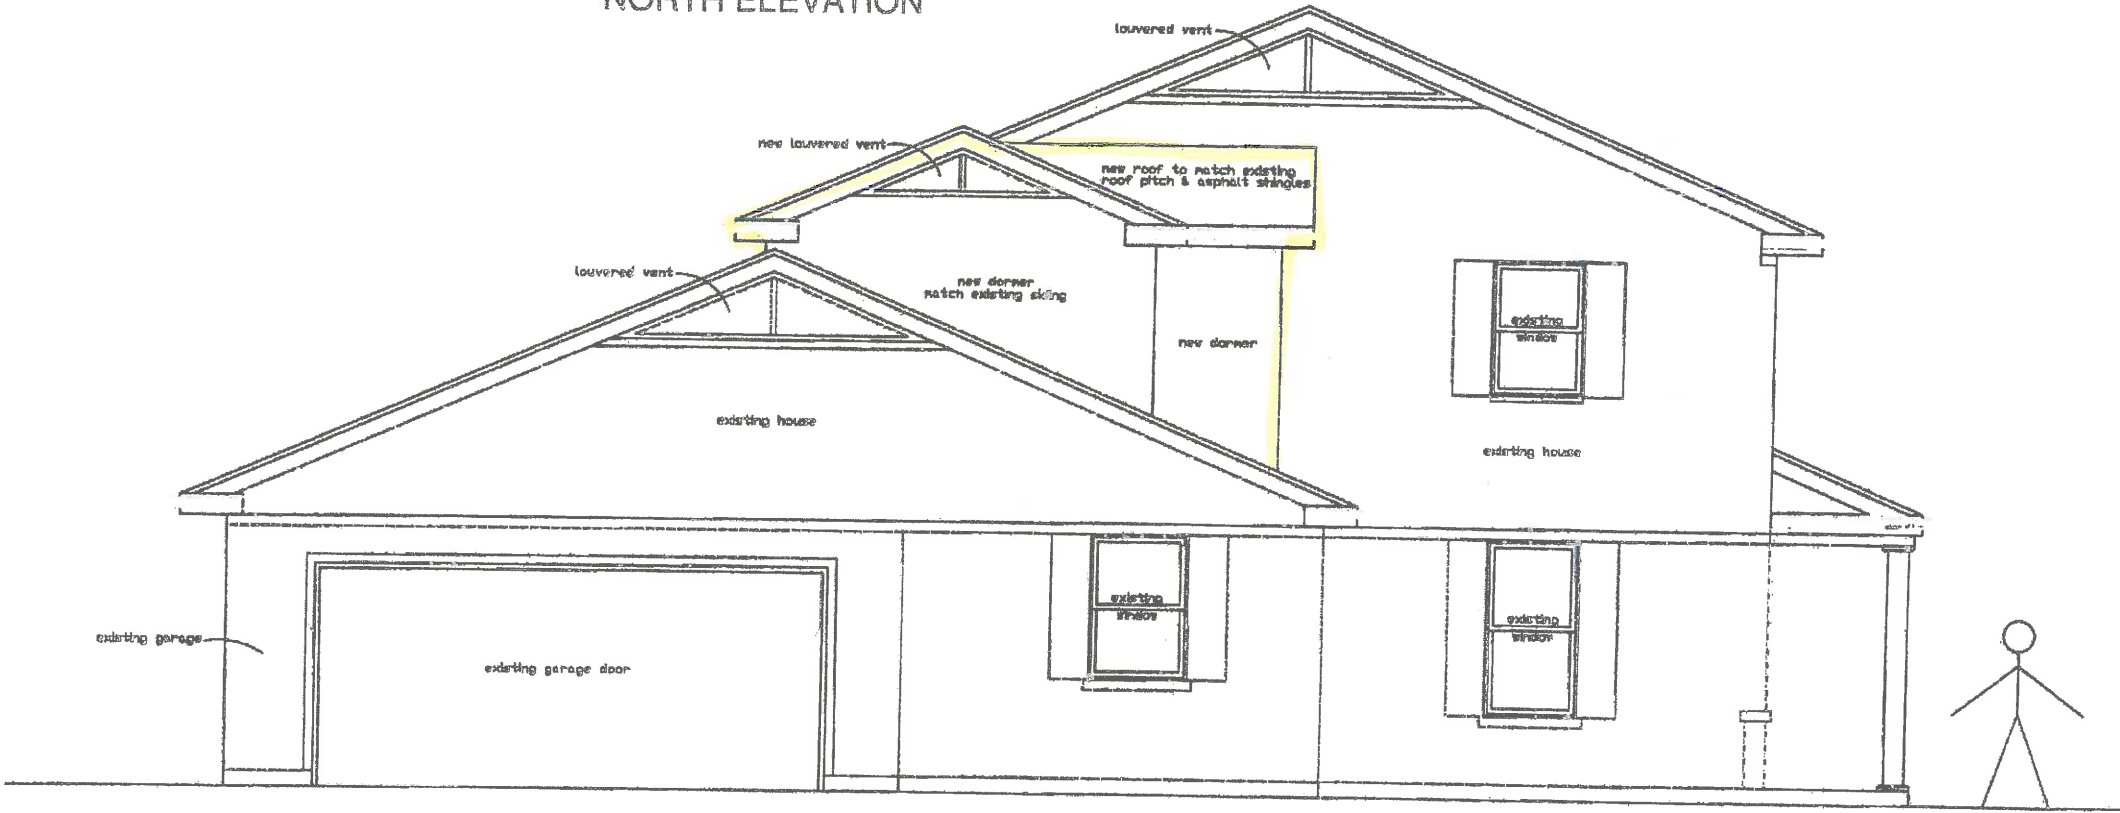 NORTH ELEVATION
louvered vent
new louvered vent
new roof to match existing
roof pitch & asphalt shingles
louvered vent
new dormer
match existing siding
new dormer
existing
window
existing house
existing house
existing
window
existing
window
existing garage
existing garage door